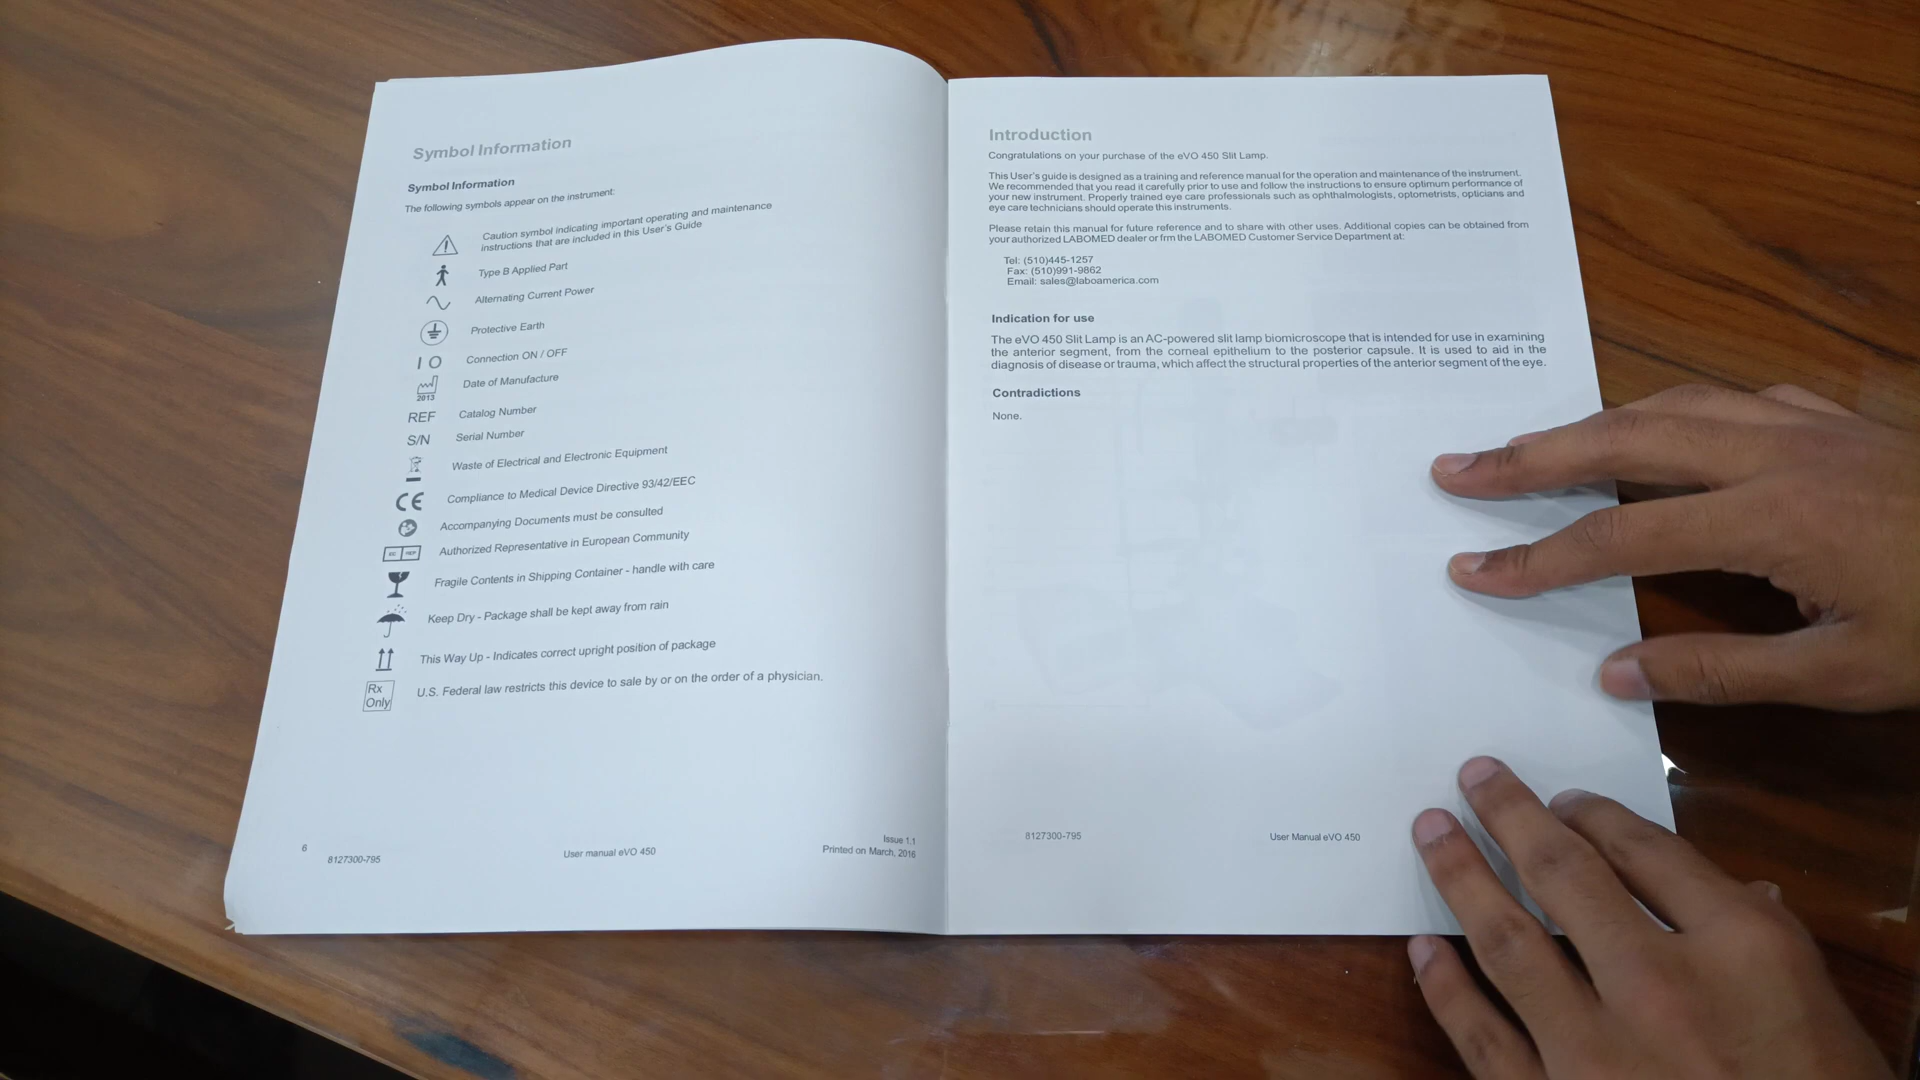 Symbol Information
Symbol Information
The following symbols appear on the instrument:
Caution symbol indicating important operating and maintenance
instructions that are included in this User's Guide
Type B Applied Part
Alternating Current Power
Protective Earth
I O Connection ON / OFF
2013 Date of Manufacture
REF Catalog Number
S/N Serial Number
Waste of Electrical and Electronic Equipment
CE Compliance to Medical Device Directive 93/42/EEC
Accompanying Documents must be consulted
EC REP Authorized Representative in European Community
Fragile Contents in Shipping Container - handle with care
Keep Dry - Package shall be kept away from rain
This Way Up - Indicates correct upright position of package
Rx
Only
U.S. Federal law restricts this device to sale by or on the order of a physician.
Issue 1.1
6
8127300-795
User manual eVO 450
Printed on March, 2016
Introduction
Congratulations on your purchase of the eVO 450 Slit Lamp.
This User's guide is designed as a training and reference manual for the operation and maintenance of the instrument.
We recommended that you read it carefully prior to use and follow the instructions to ensure optimum performance of
your new instrument. Properly trained eye care professionals such as ophthalmologists, optometrists, opticians and
eye care technicians should operate this instruments.
Please retain this manual for future reference and to share with other uses. Additional copies can be obtained from
your authorized LABOMED dealer or frm the LABOMED Customer Service Department at:
Tel: (510)445-1257
Fax: (510)991-9862
Email: sales@laboamerica.com
Indication for use
The eVO 450 Slit Lamp is an AC-powered slit lamp biomicroscope that is intended for use in examining
the anterior segment, from the corneal epithelium to the posterior capsule. It is used to aid in the
diagnosis of disease or trauma, which affect the structural properties of the anterior segment of the eye.
Contradictions
None.
8127300-795
User Manual eVO 450